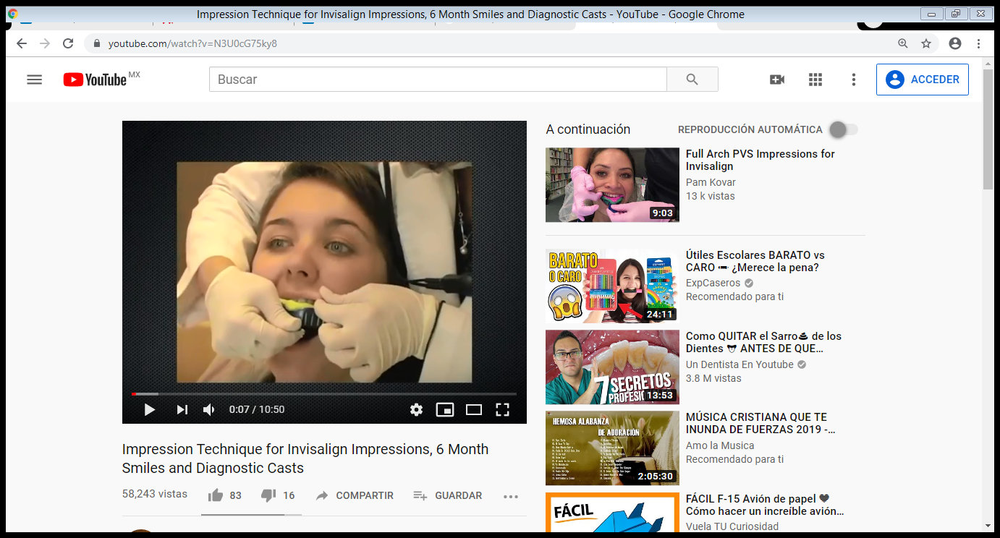 Impression Technique for Invisalign Impressions, 6 Month Smiles and Diagnostic Casts - YouTube - Google Chrome
youtube.com/watch?v=N3U0cG75ky8
YouTube MX
Buscar
ACCEDER
A continuación
REPRODUCCIÓN AUTOMÁTICA
Full Arch PVS Impressions for
Invisalign
Pam Kovar
13 k vistas
9:03
BARATO
O CARO
24:11
Útiles Escolares BARATO vs
CARO ¿Merece la pena?
ExpCaseros
Recomendado para ti
7 SECRETOS
13:53
Como QUITAR el Sarro💩 de los
Dientes 🦷 ANTES DE QUE…
Un Dentista En Youtube
3.8 M vistas
HEMOSA ALABANZA
DE ADORACIÓN
2:05:30
MÚSICA CRISTIANA QUE TE
INUNDA DE FUERZAS 2019 -…
Amo la Musica
Recomendado para ti
FÁCIL
FÁCIL F-15 Avión de papel 🖤
Cómo hacer un increíble avión…
Vuela TU Curiosidad
0:07 / 10:50
Impression Technique for Invisalign Impressions, 6 Month
Smiles and Diagnostic Casts
58,243 vistas
83
16
COMPARTIR
GUARDAR